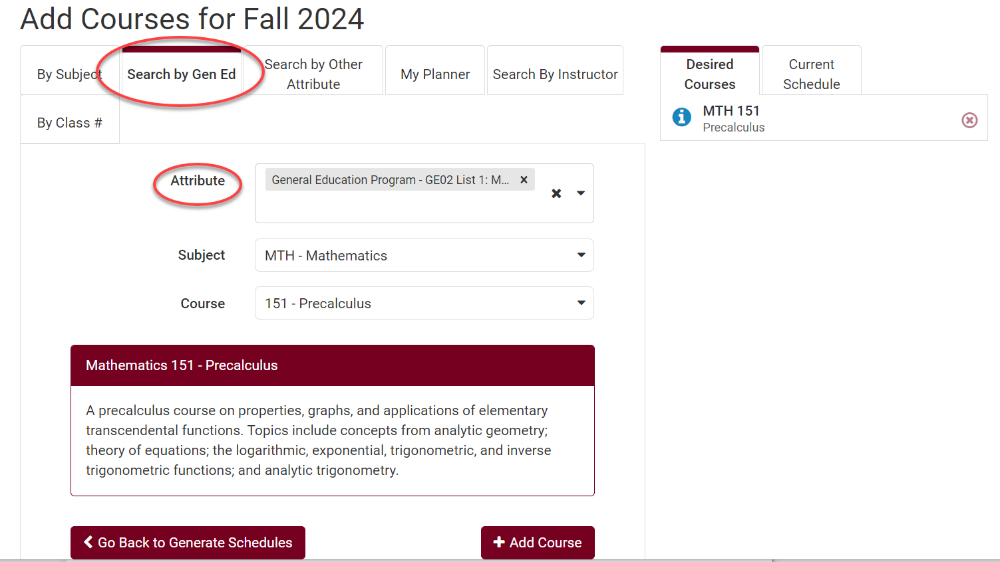 Add Courses for Fall 2024
By Subject
Search by Gen Ed
Search by Other
Attribute
My Planner
Search By Instructor
By Class #
Desired
Courses
Current
Schedule
MTH 151
Precalculus
Attribute
General Education Program - GE02 List 1: M...
Subject
MTH - Mathematics
Course
151 - Precalculus
Mathematics 151 - Precalculus
A precalculus course on properties, graphs, and applications of elementary
transcendental functions. Topics include concepts from analytic geometry;
theory of equations; the logarithmic, exponential, trigonometric, and inverse
trigonometric functions; and analytic trigonometry.
Go Back to Generate Schedules
Add Course